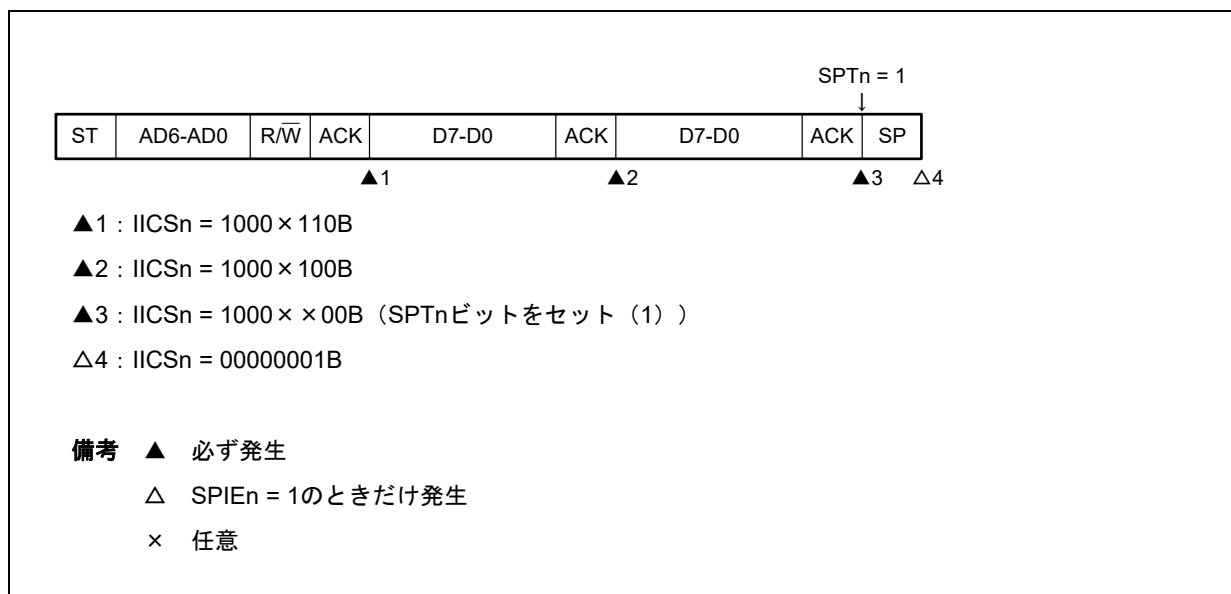 SPTn = 1
↓
ST AD6-AD0 R/W̅ ACK D7-D0 ACK D7-D0 ACK SP
▲1 ▲2 ▲3 △4
▲1：IICSn = 1000×110B
▲2：IICSn = 1000×100B
▲3：IICSn = 1000××00B（SPTnビットをセット（1））
△4：IICSn = 00000001B
備考 ▲ 必ず発生
△ SPIEn = 1のときだけ発生
× 任意